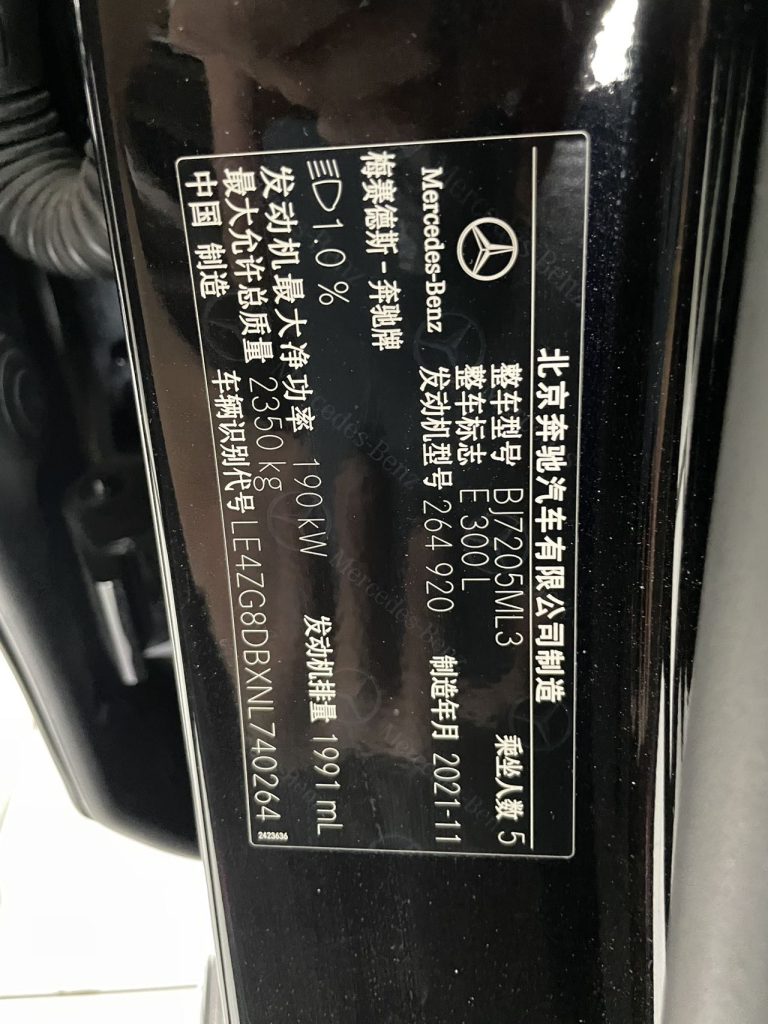 北京奔驰汽车有限公司制造
整车型号 BJ7205ML3 乘坐人数 5
整车标志 E 300 L
Mercedes-Benz 发动机型号 264 920 制造年月 2021-11
梅赛德斯-奔驰牌
1.0 %
发动机最大净功率 190 kW 发动机排量 1991 mL
最大允许总质量 2350 kg
中国 制造 车辆识别代号 LE4ZG8DBXNL740264
2423636